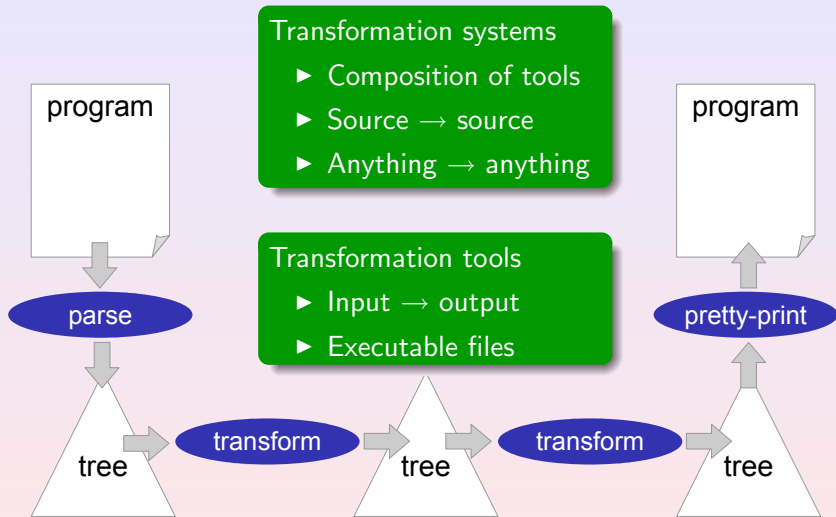 Transformation systems
► Composition of tools
► Source → source
► Anything → anything
program
program
Transformation tools
► Input → output
► Executable files
parse
pretty-print
transform
transform
tree
tree
tree